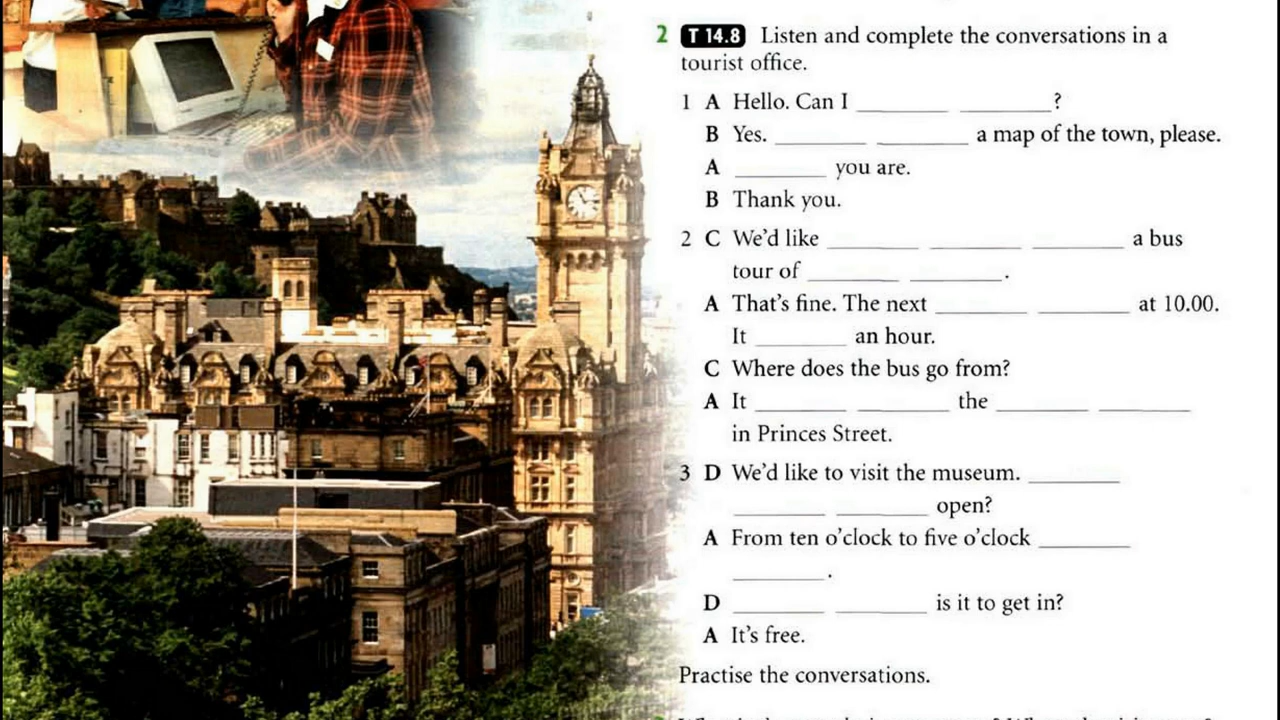 2 T 14.8 Listen and complete the conversations in a
tourist office.
1 A Hello. Can I ________ ________?
B Yes. ________ ________ a map of the town, please.
A ________ you are.
B Thank you.
2 C We'd like ________ ________ ________ a bus
tour of ________ ________.
A That's fine. The next ________ ________ at 10.00.
It ________ an hour.
C Where does the bus go from?
A It ________ ________ the ________ ________
in Princes Street.
3 D We'd like to visit the museum. ________
________ ________ open?
A From ten o'clock to five o'clock ________
________.
D ________ ________ is it to get in?
A It's free.
Practise the conversations.